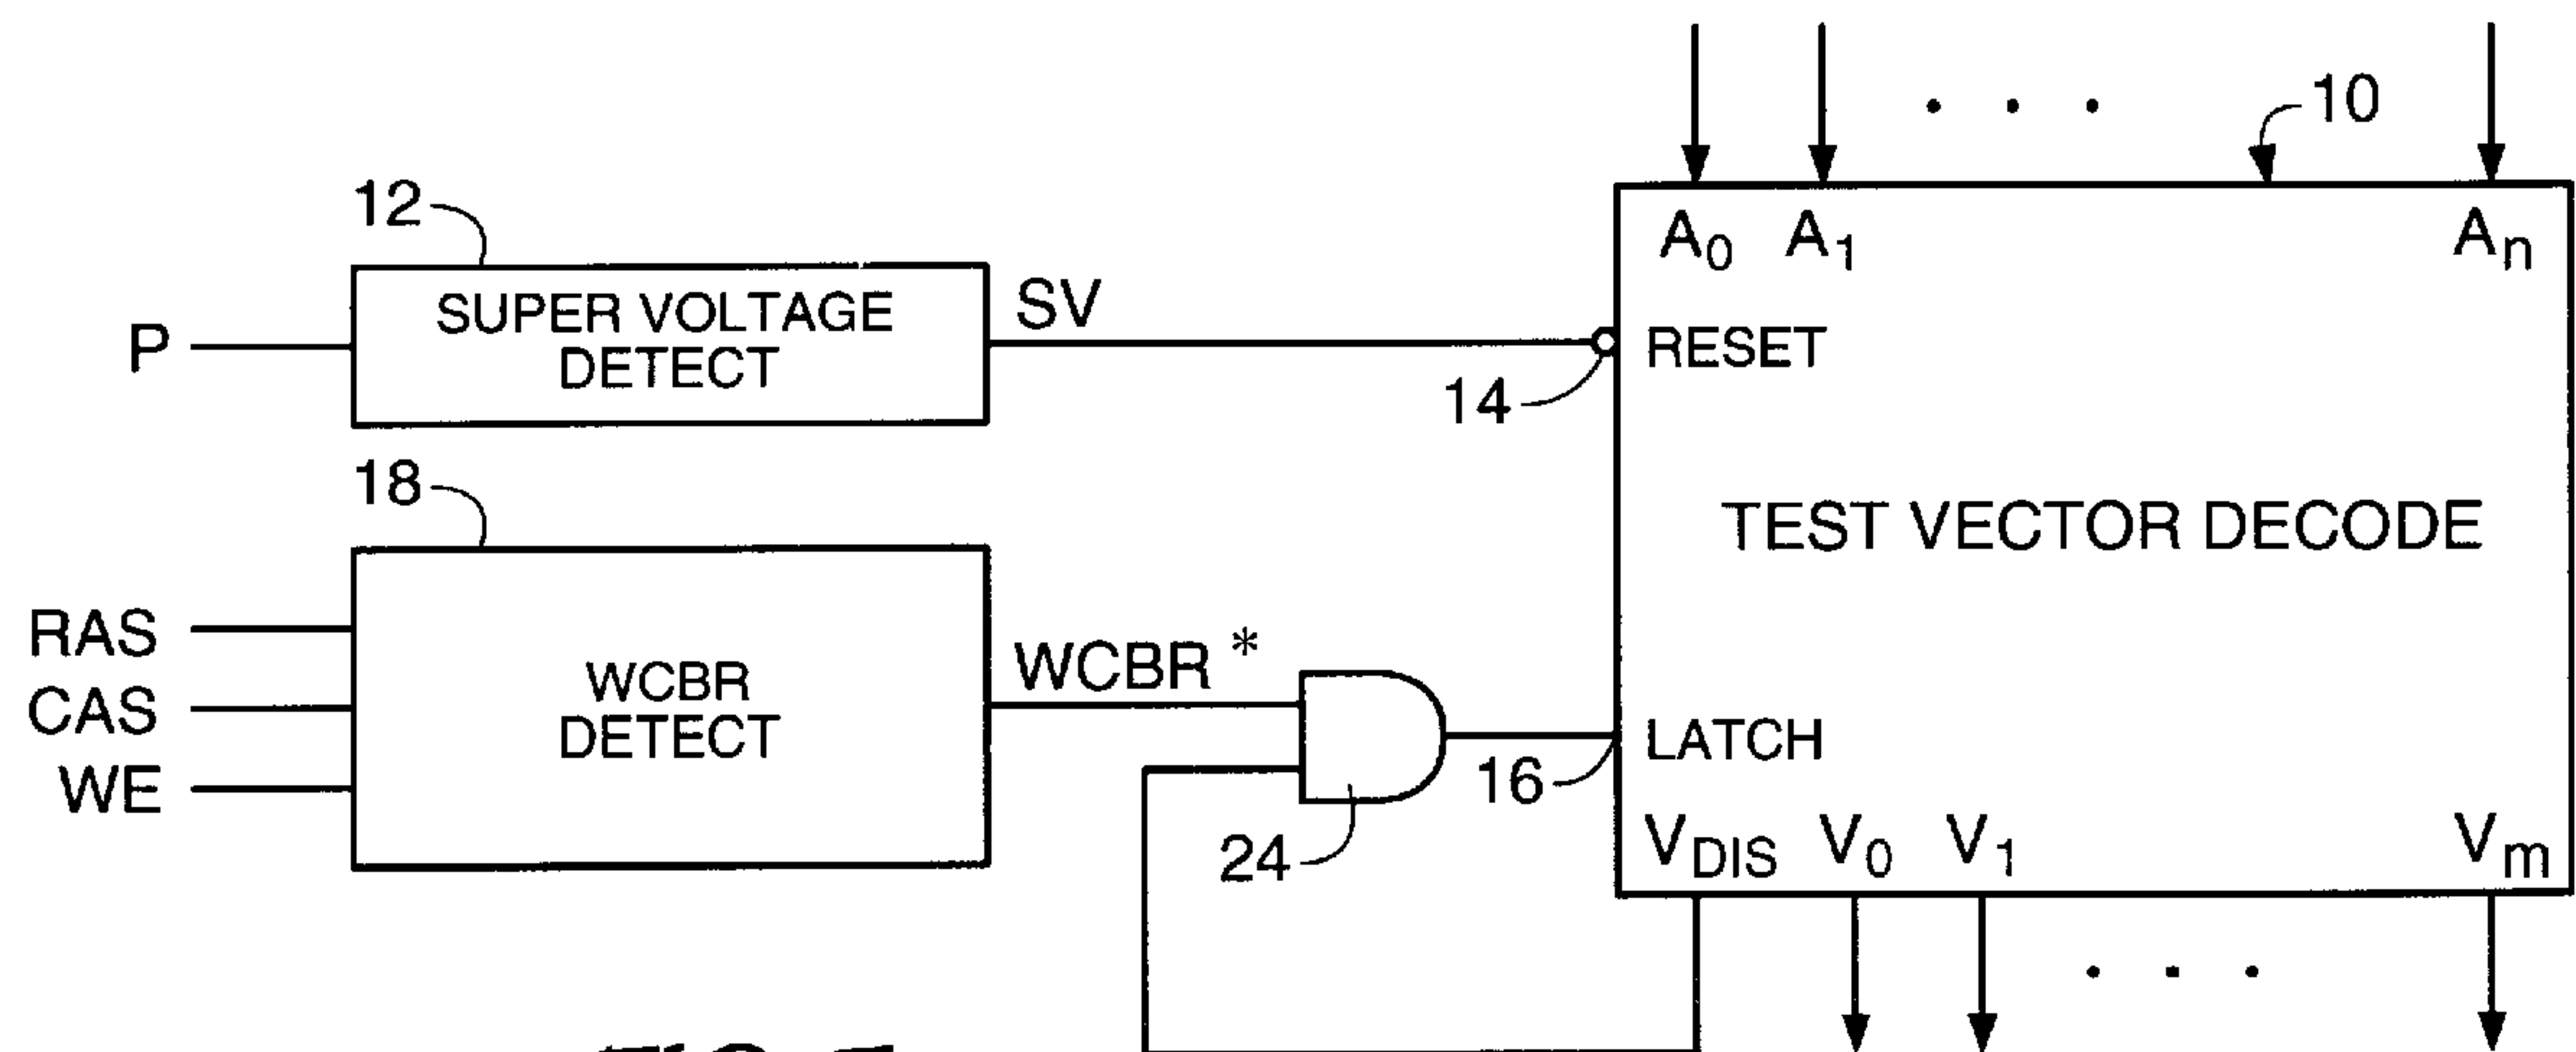 10
A0 A1 An
12
SUPER VOLTAGE
DETECT
SV
P
RESET
14
TEST VECTOR DECODE
18
RAS
CAS
WE
WCBR
DETECT
WCBR *
LATCH
16
24
VDIS V0 V1 Vm